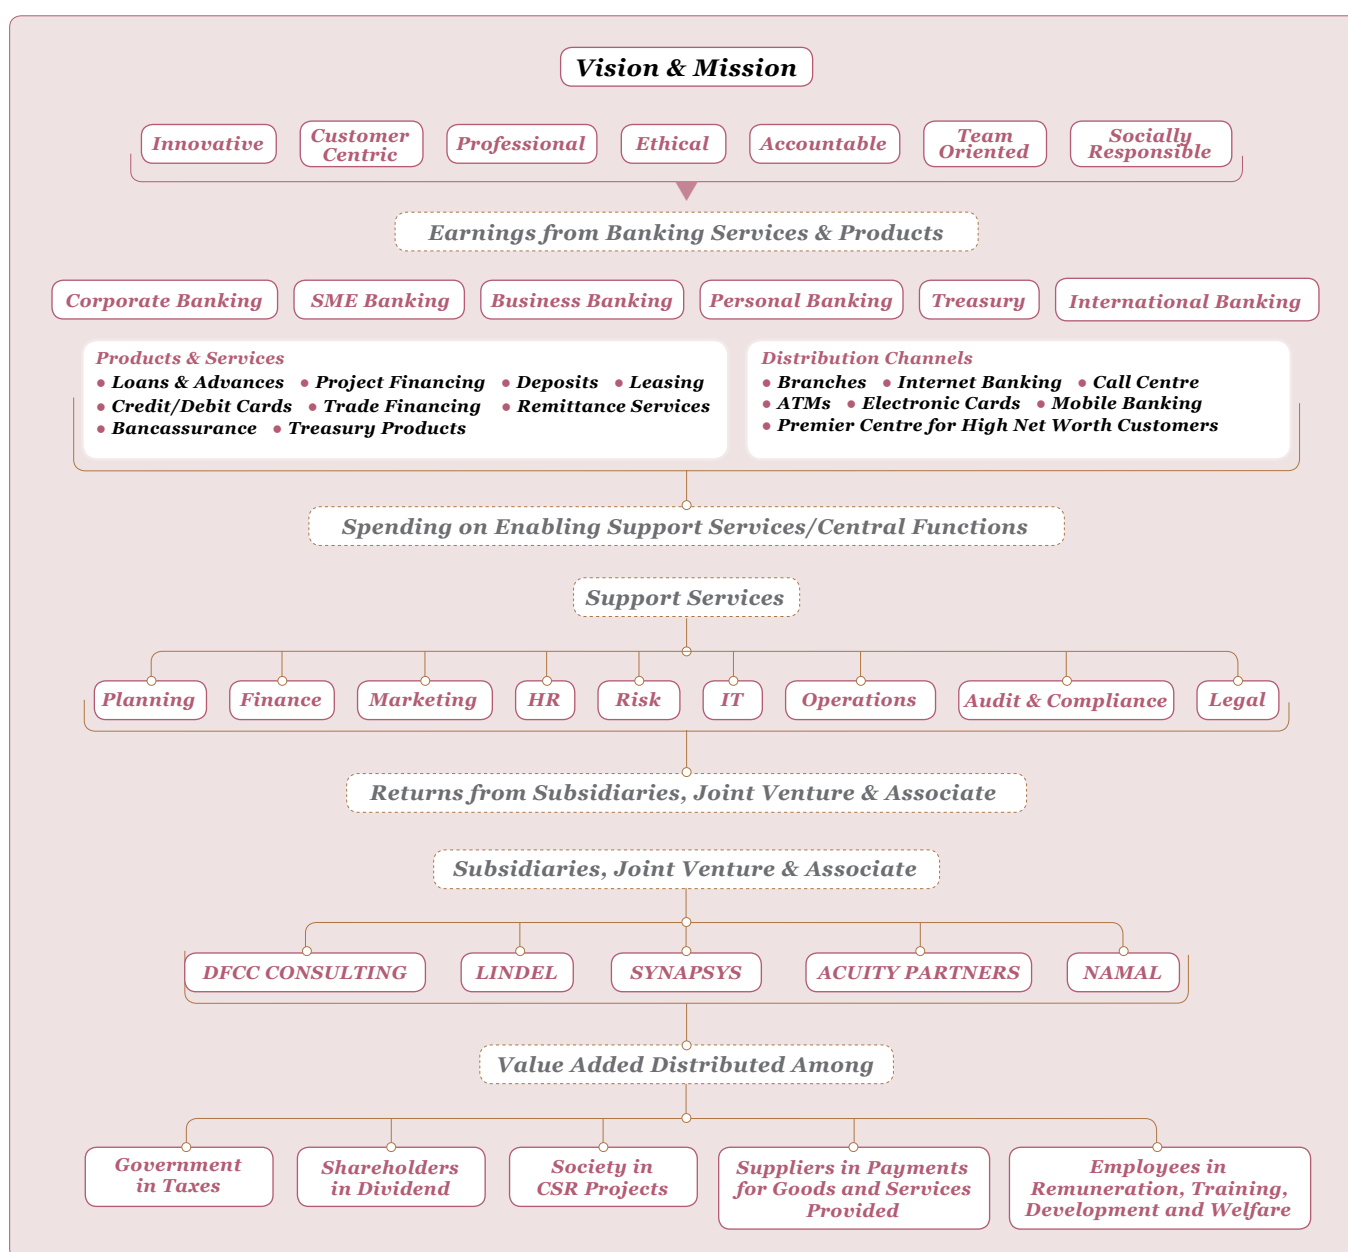 Vision & Mission
Innovative
Customer
Centric
Professional
Ethical
Accountable
Team
Oriented
Socially
Responsible
Earnings from Banking Services & Products
Corporate Banking
SME Banking
Business Banking
Personal Banking
Treasury
International Banking
Products & Services
• Loans & Advances • Project Financing • Deposits • Leasing
• Credit/Debit Cards • Trade Financing • Remittance Services
• Bancassurance • Treasury Products
Distribution Channels
• Branches • Internet Banking • Call Centre
• ATMs • Electronic Cards • Mobile Banking
• Premier Centre for High Net Worth Customers
Spending on Enabling Support Services/Central Functions
Support Services
Planning
Finance
Marketing
HR
Risk
IT
Operations
Audit & Compliance
Legal
Returns from Subsidiaries, Joint Venture & Associate
Subsidiaries, Joint Venture & Associate
DFCC CONSULTING
LINDEL
SYNAPSYS
ACUITY PARTNERS
NAMAL
Value Added Distributed Among
Government
in Taxes
Shareholders
in Dividend
Society in
CSR Projects
Suppliers in Payments
for Goods and Services
Provided
Employees in
Remuneration, Training,
Development and Welfare